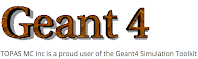 Geant 4
TOPAS MC Inc is a proud user of the Geant4 Simulation Toolkit